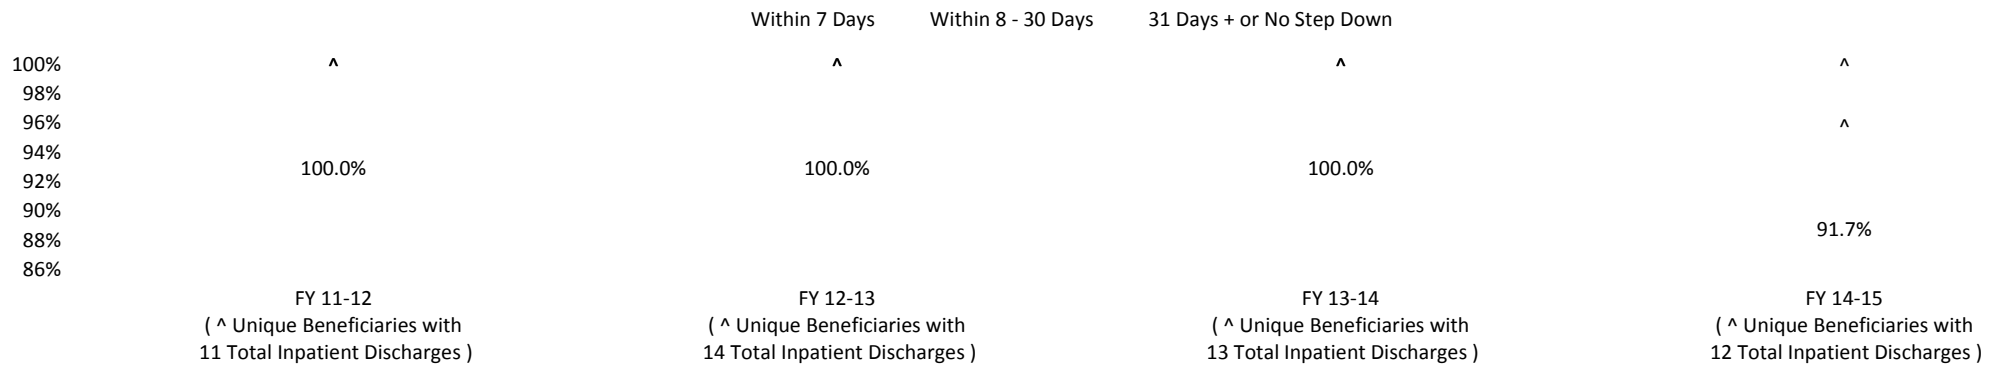 Within 7 Days Within 8 - 30 Days 31 Days + or No Step Down
100% ^ ^ ^ ^
98%
96% ^
94%
100.0% 100.0% 100.0%
92%
90%
91.7%
88%
86%
FY 11-12 FY 12-13 FY 13-14 FY 14-15
( ^ Unique Beneficiaries with ( ^ Unique Beneficiaries with ( ^ Unique Beneficiaries with ( ^ Unique Beneficiaries with
11 Total Inpatient Discharges ) 14 Total Inpatient Discharges ) 13 Total Inpatient Discharges ) 12 Total Inpatient Discharges )